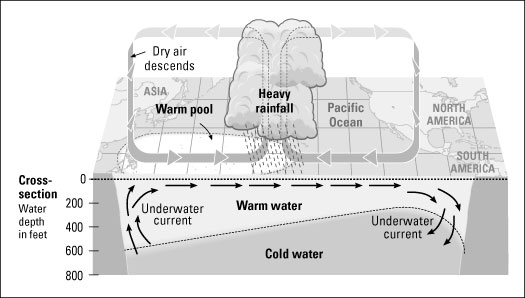 Dry air
descends
ASIA
Warm pool
Heavy
rainfall
Pacific
Ocean
NORTH
AMERICA
SOUTH
AMERICA
Cross-
section
Water
depth
in feet
0
200
400
600
800
Underwater
current
Warm water
Cold water
Underwater
current